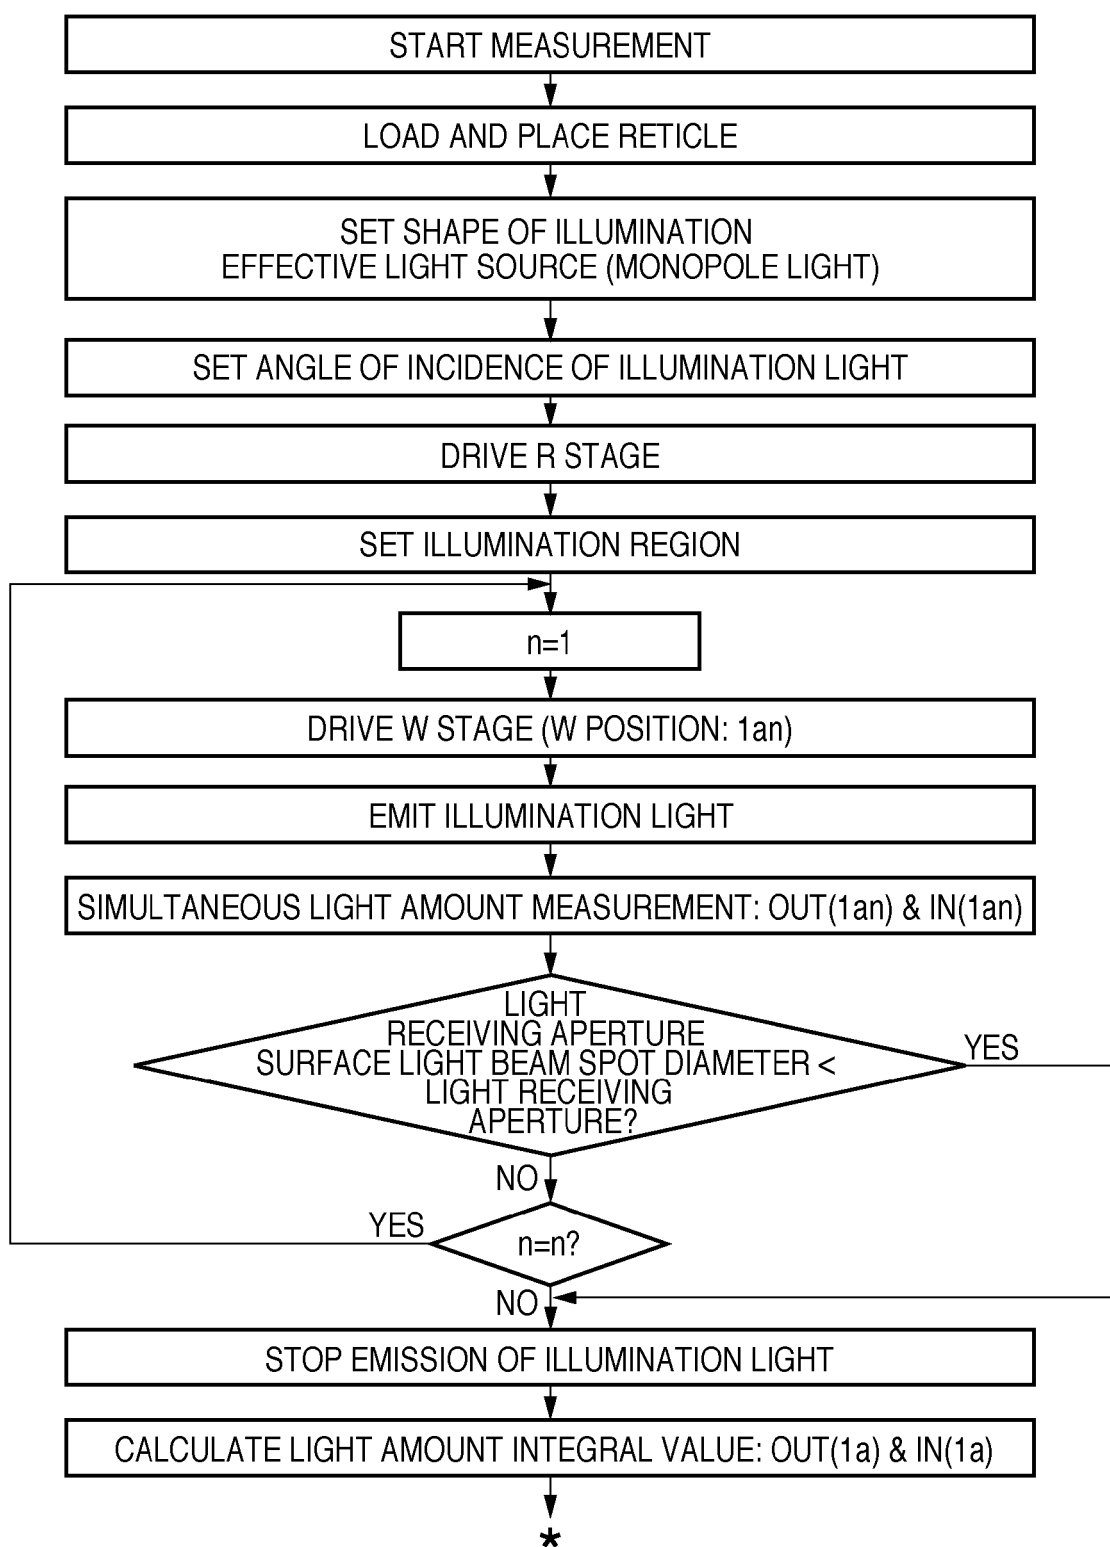 START MEASUREMENT
LOAD AND PLACE RETICLE
SET SHAPE OF ILLUMINATION
EFFECTIVE LIGHT SOURCE (MONOPOLE LIGHT)
SET ANGLE OF INCIDENCE OF ILLUMINATION LIGHT
DRIVE R STAGE
SET ILLUMINATION REGION
n=1
DRIVE W STAGE (W POSITION: 1an)
EMIT ILLUMINATION LIGHT
SIMULTANEOUS LIGHT AMOUNT MEASUREMENT: OUT(1an) & IN(1an)
LIGHT
RECEIVING APERTURE
SURFACE LIGHT BEAM SPOT DIAMETER <
LIGHT RECEIVING
APERTURE?
YES
NO
YES
n=n?
NO
STOP EMISSION OF ILLUMINATION LIGHT
CALCULATE LIGHT AMOUNT INTEGRAL VALUE: OUT(1a) & IN(1a)
*